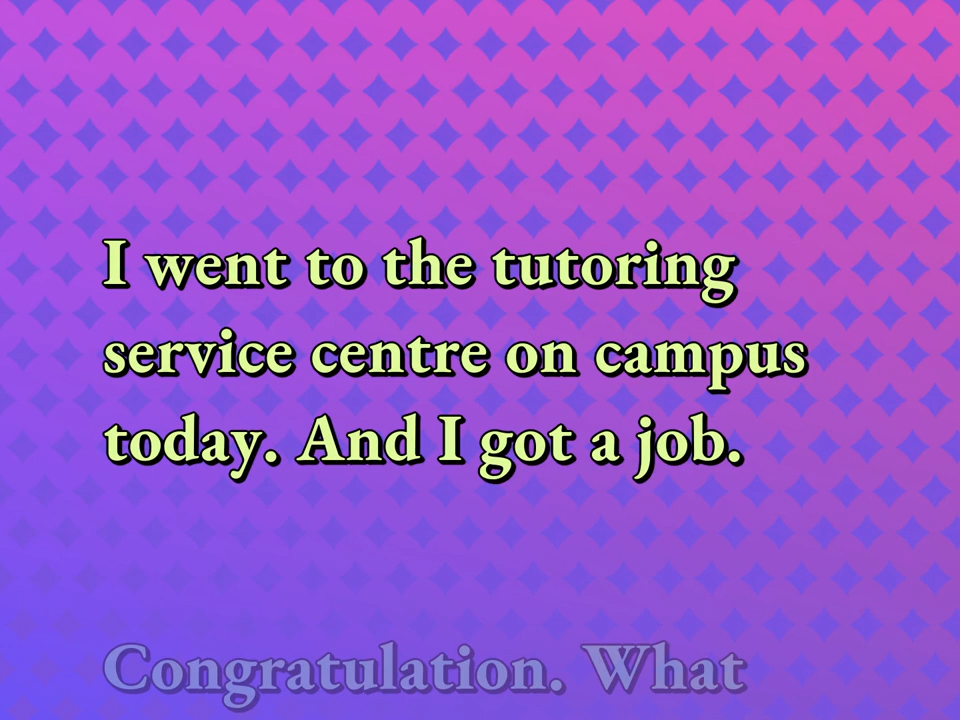 I went to the tutoring
service centre on campus
today. And I got a job.
Congratulation. What